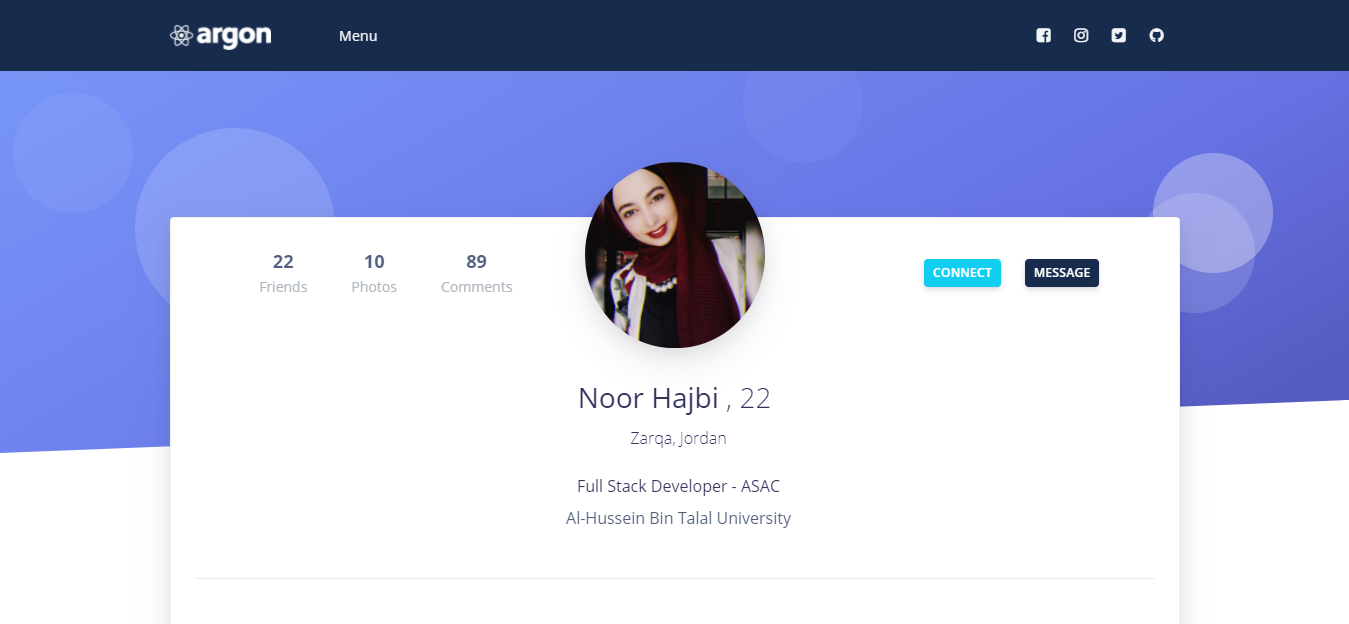 argon Menu
22 10 89
Friends Photos Comments
CONNECT MESSAGE
Noor Hajbi , 22
Zarqa, Jordan
Full Stack Developer - ASAC
Al-Hussein Bin Talal University